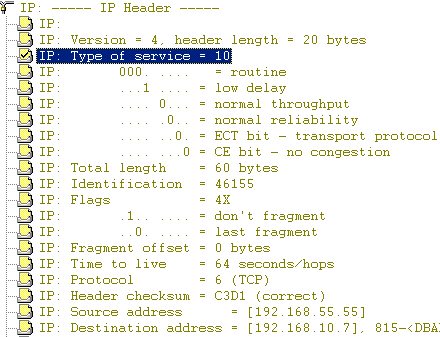 IP: ----- IP Header -----
IP:
IP: Version = 4, header length = 20 bytes
IP: Type of service = 10
IP: 000. .... = routine
IP: ...1 .... = low delay
IP: .... 0... = normal throughput
IP: .... .0.. = normal reliability
IP: .... ..0. = ECT bit - transport protocol
IP: .... ...0 = CE bit - no congestion
IP: Total length = 60 bytes
IP: Identification = 46155
IP: Flags = 4X
IP: .1.. .... = don't fragment
IP: ..0. .... = last fragment
IP: Fragment offset = 0 bytes
IP: Time to live = 64 seconds/hops
IP: Protocol = 6 (TCP)
IP: Header checksum = C3D1 (correct)
IP: Source address = [192.168.55.55]
IP: Destination address = [192.168.10.7], 815-<DBA